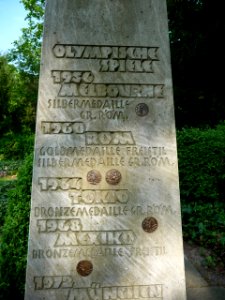 OLYMPISCHE
SPIELE
1956
MELBOURNE
SILBERMEDAILLE
GR. RÖM.
1960
ROM
GOLDMEDAILLE FREISTIL
SILBERMEDAILLE GR. RÖM.
1964
TOKYO
BRONZEMEDAILLE GR. RÖM.
1968
MEXIKO
BRONZEMEDAILLE FREISTIL
1972
MÜNCHEN